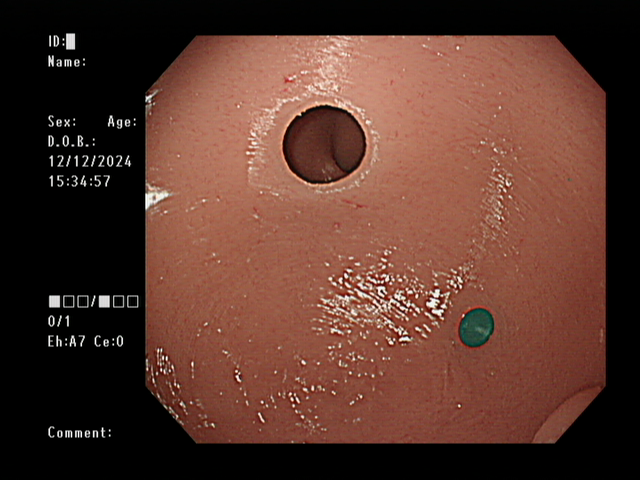 ID:
Name:
Sex: Age:
D.O.B.:
12/12/2024
15:34:57
■□□/■□□
0/1
Eh:A7 Ce:0
Comment: